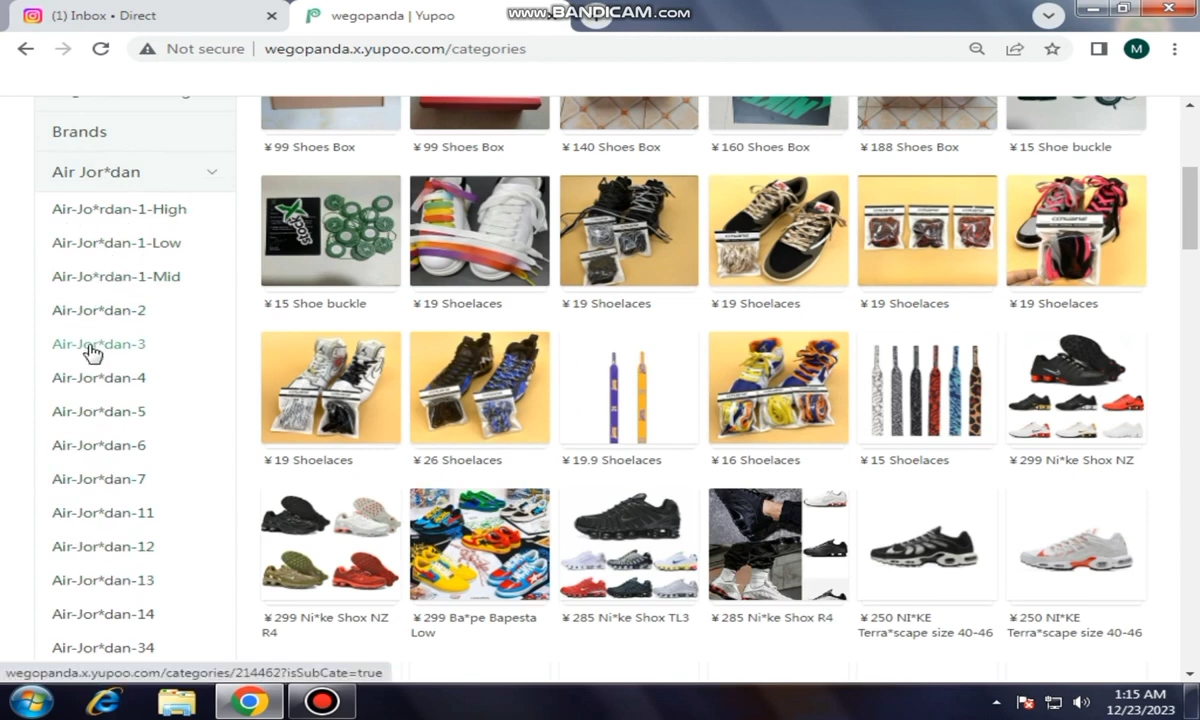 (1) Inbox • Direct
wegopanda | Yupoo
www.BANDICAM.com
Not secure
wegopanda.x.yupoo.com/categories
M
Brands
Air Jor*dan
Air-Jo*rdan-1-High
Air-Jor*dan-1-Low
Air-Jo*rdan-1-Mid
Air-Jor*dan-2
Air-Jor*dan-3
Air-Jor*dan-4
Air-Jor*dan-5
Air-Jor*dan-6
Air-Jor*dan-7
Air-Jor*dan-11
Air-Jor*dan-12
Air-Jor*dan-13
Air-Jor*dan-14
Air-Jor*dan-34
¥99 Shoes Box
¥99 Shoes Box
¥140 Shoes Box
¥160 Shoes Box
¥188 Shoes Box
¥15 Shoe buckle
¥15 Shoe buckle
¥19 Shoelaces
¥19 Shoelaces
¥19 Shoelaces
¥19 Shoelaces
¥19 Shoelaces
¥19 Shoelaces
¥26 Shoelaces
¥19.9 Shoelaces
¥16 Shoelaces
¥15 Shoelaces
¥299 Ni*ke Shox NZ
¥299 Ni*ke Shox NZ
R4
¥299 Ba*pe Bapesta
Low
¥285 Ni*ke Shox TL3
¥285 Ni*ke Shox R4
¥250 NI*KE
Terra*scape size 40-46
¥250 NI*KE
Terra*scape size 40-46
wegopanda.x.yupoo.com/categories/214462?isSubCate=true
1:15 AM
12/23/2023